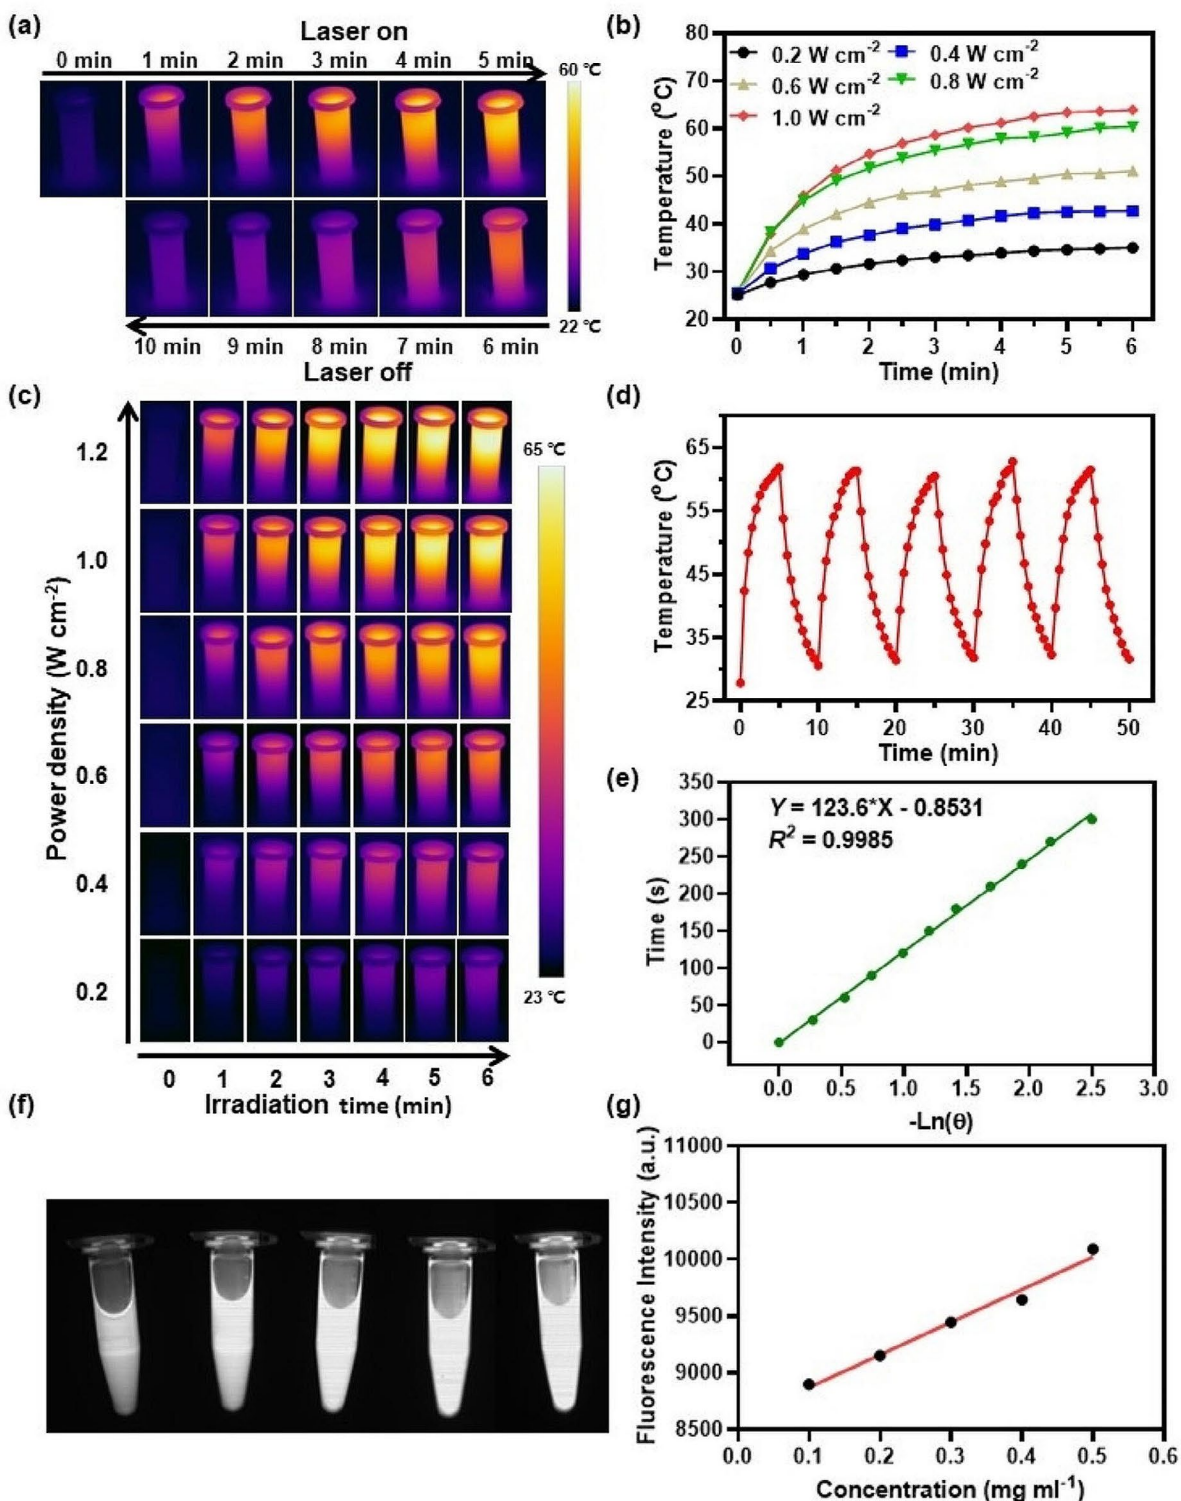 (a)
Laser on
0 min 1 min 2 min 3 min 4 min 5 min
60 ℃
22 ℃
10 min 9 min 8 min 7 min 6 min
Laser off
(b)
80
70
60
50
40
30
20
Temperature (°C)
0.2 W cm⁻² 0.4 W cm⁻²
0.6 W cm⁻² 0.8 W cm⁻²
1.0 W cm⁻²
0 1 2 3 4 5 6
Time (min)
(c)
Power density (W cm⁻²)
1.2
1.0
0.8
0.6
0.4
0.2
65 ℃
23 ℃
0 1 2 3 4 5 6
Irradiation time (min)
(d)
65
55
45
35
25
Temperature (°C)
0 10 20 30 40 50
Time (min)
(e)
350
300
250
200
150
100
50
0
Time (s)
Y = 123.6*X - 0.8531
R² = 0.9985
0.0 0.5 1.0 1.5 2.0 2.5 3.0
-Ln(θ)
(f)
(g)
11000
10500
10000
9500
9000
8500
Fluorescence Intensity (a.u.)
0.0 0.1 0.2 0.3 0.4 0.5 0.6
Concentration (mg ml⁻¹)